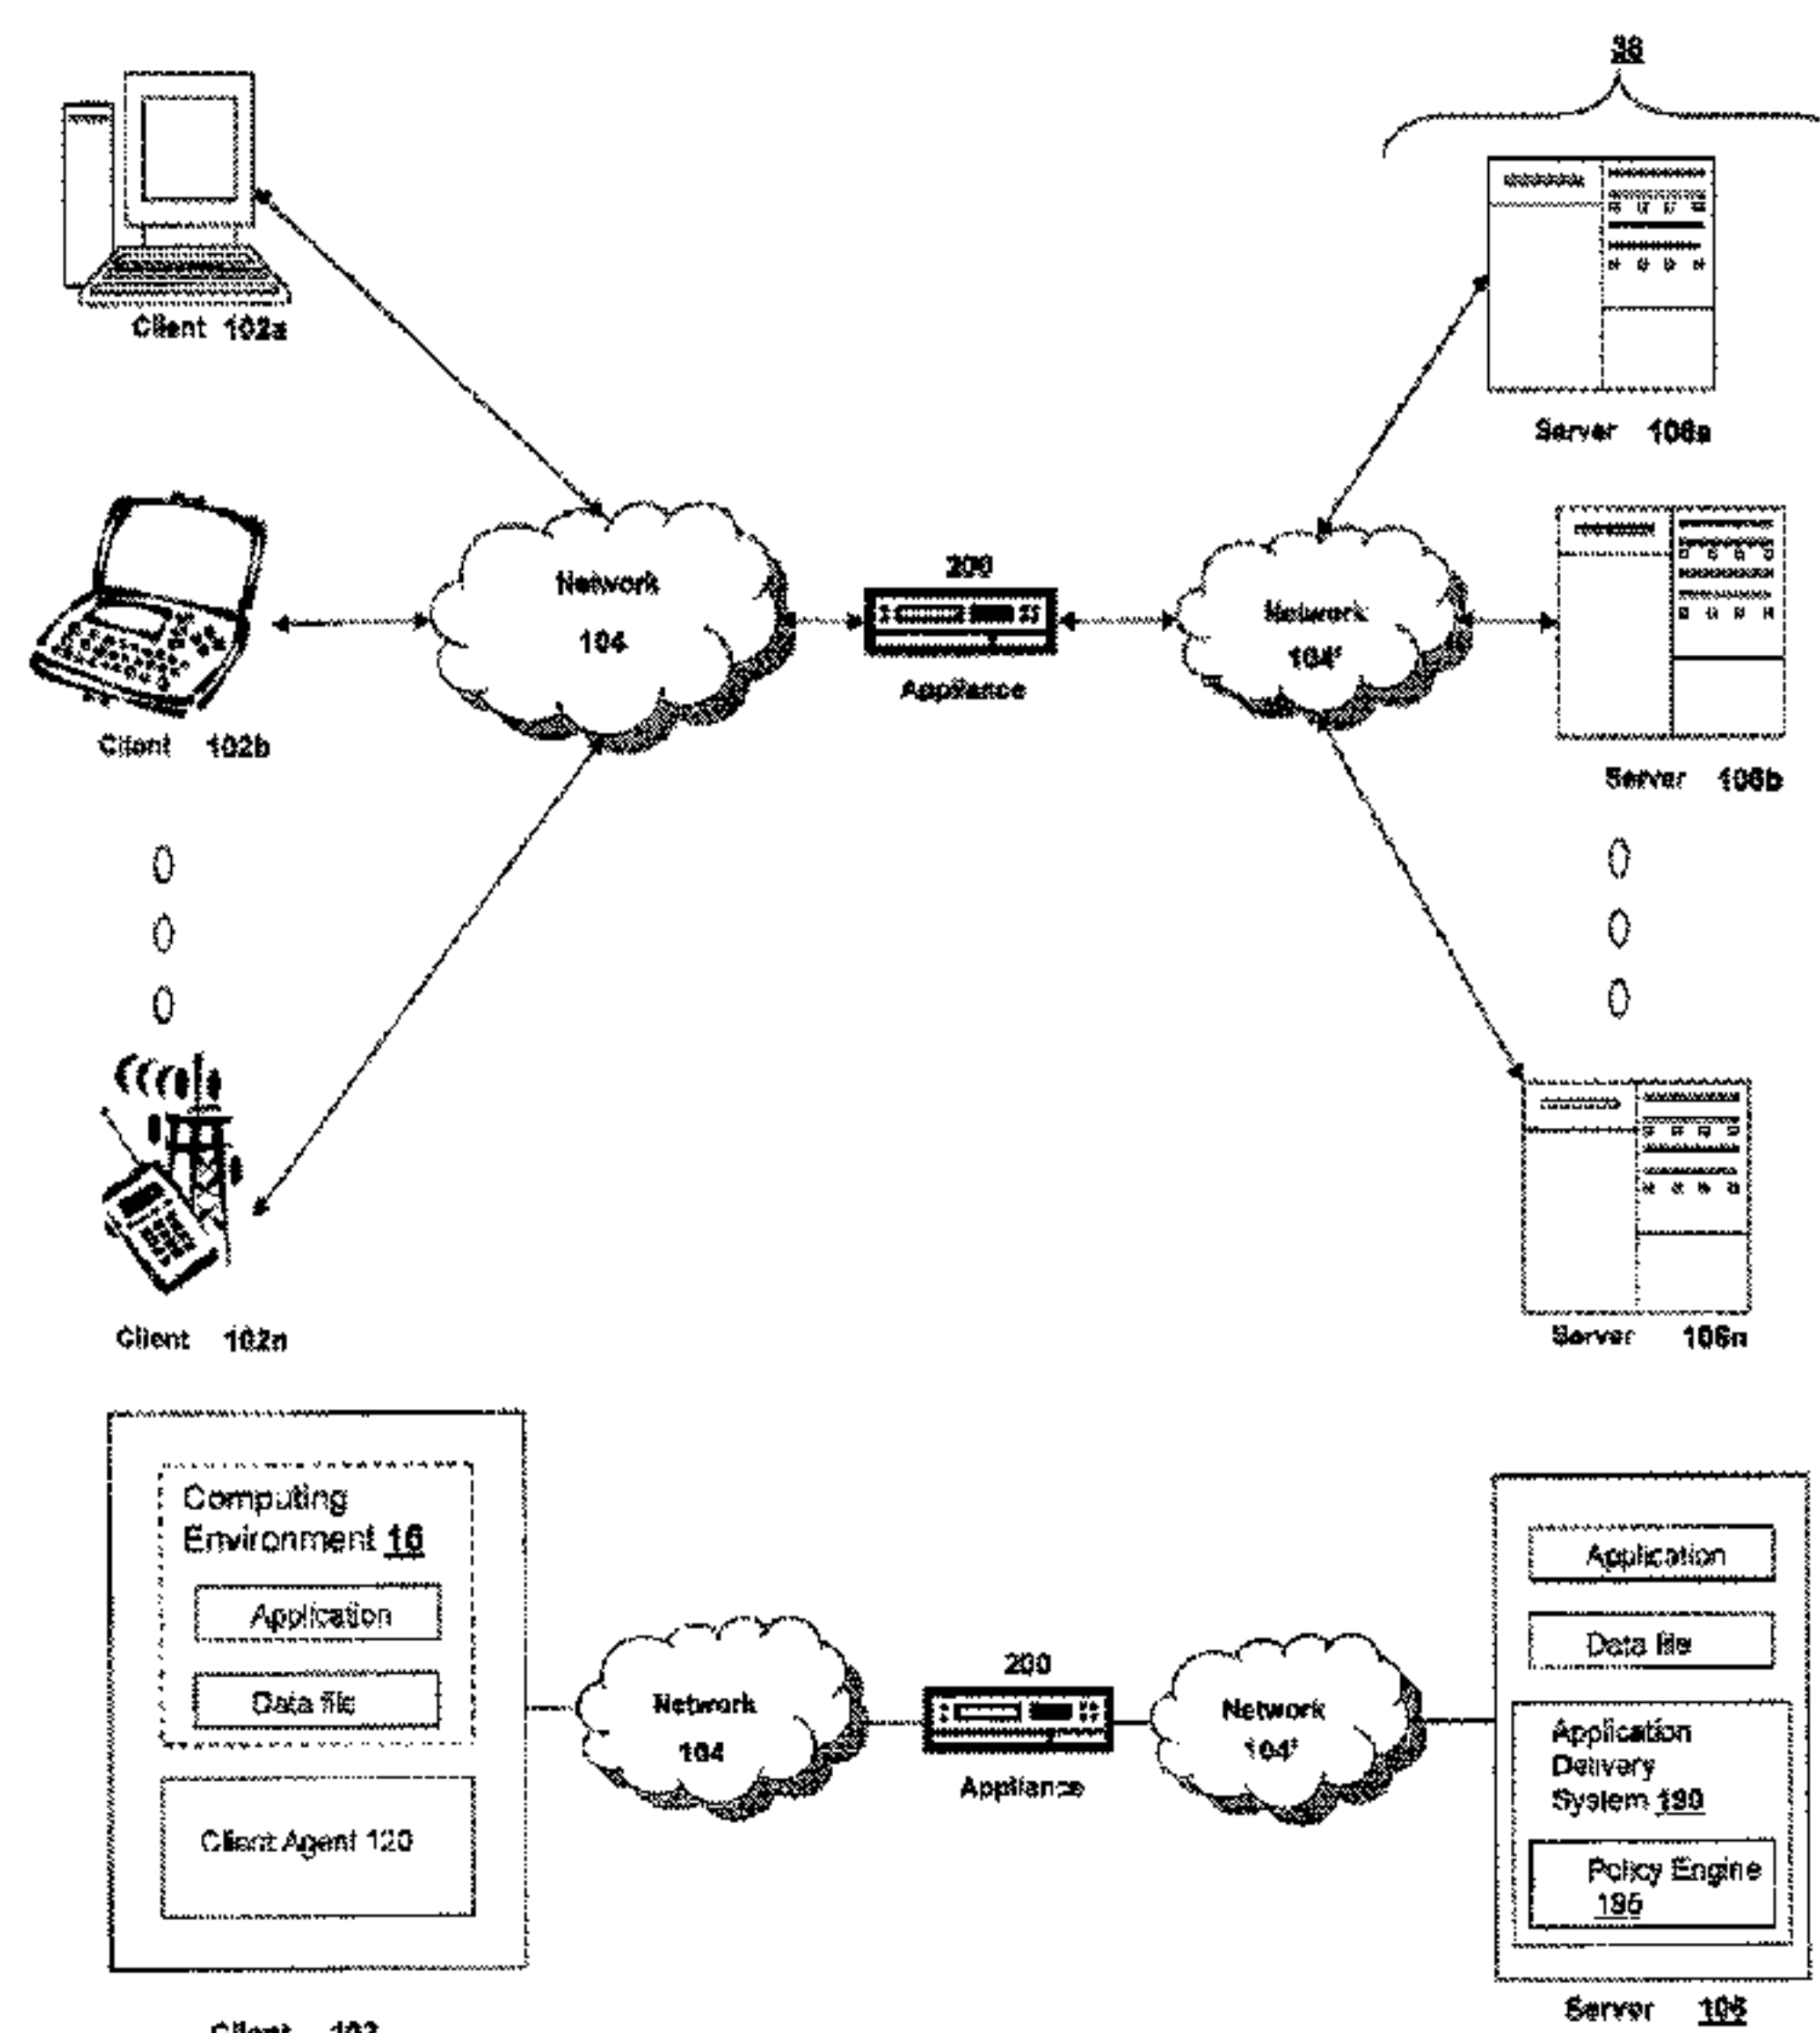 38
Client 102a
Server 106a
Network
104
200
Appliance
Network
104'
Client 102b
Server 106b
Client 102n
Server 106n
Computing
Environment 15
Application
Data file
Client Agent 120
Network
104
200
Appliance
Network
104'
Application
Data file
Application
Delivery
System 190
Policy Engine
195
Client 102
Server 106